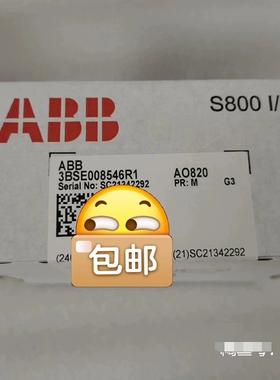 ABB
S800 I/
ABB
3BSE008546R1
AO820
Serial No: SC21342292
PR: M
G3
包邮
(21)SC21342292